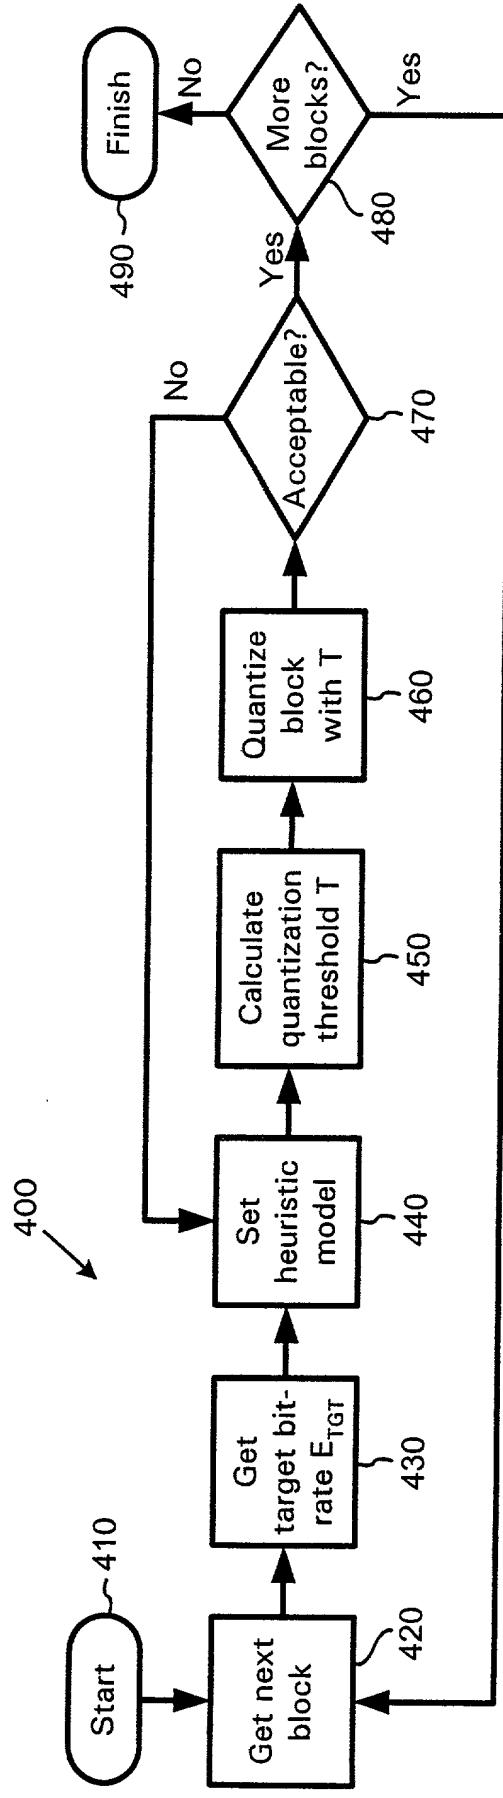 400
Start
410
Get next
block
420
Get
target bit-
rate E_TGT
430
Set
heuristic
model
440
Calculate
quantization
threshold T
450
Quantize
block
with T
460
Acceptable?
470
No
Yes
More
blocks?
480
Yes
No
Finish
490